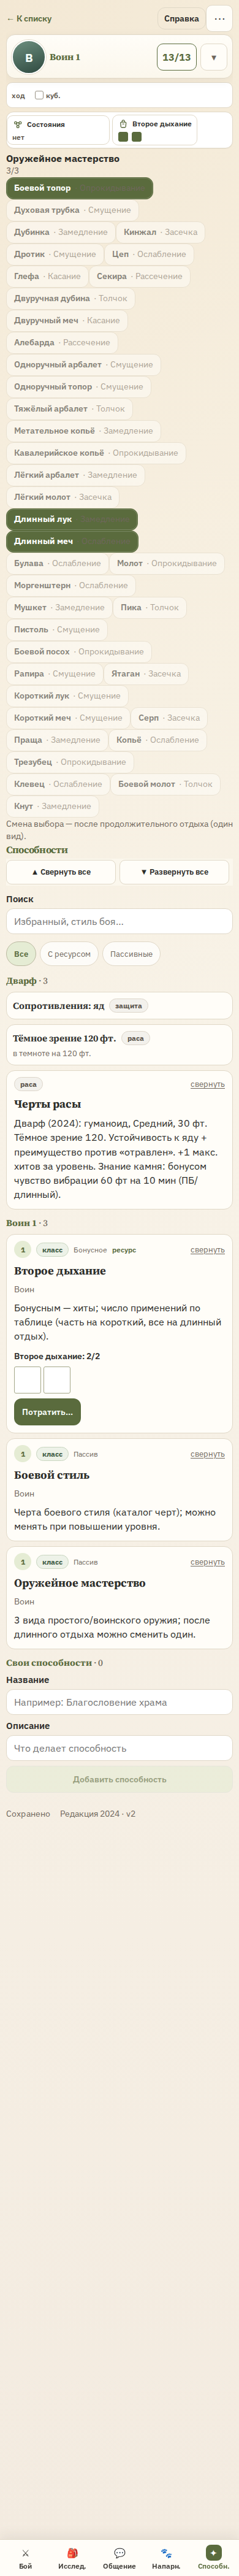 ← К списку
Справка
⋯
В
Воин 1
13/13
▾
ход
куб.
Состояния
нет
Второе дыхание
Оружейное мастерство
3/3
Боевой топор
Духовая трубка · Смущение
Дубинка · Замедление
Кинжал · Засечка
Дротик · Смущение
Цеп · Ослабление
Глефа · Касание
Секира · Рассечение
Двуручная дубина · Толчок
Двуручный меч · Касание
Алебарда · Рассечение
Одноручный арбалет · Смущение
Одноручный топор · Смущение
Тяжёлый арбалет · Толчок
Метательное копьё · Замедление
Кавалерийское копьё · Опрокидывание
Лёгкий арбалет · Замедление
Лёгкий молот · Засечка
Длинный лук
Длинный меч
Булава · Ослабление
Молот · Опрокидывание
Моргенштерн · Ослабление
Мушкет · Замедление
Пика · Толчок
Пистоль · Смущение
Боевой посох · Опрокидывание
Рапира · Смущение
Ятаган · Засечка
Короткий лук · Смущение
Короткий меч · Смущение
Серп · Засечка
Праща · Замедление
Копьё · Ослабление
Трезубец · Опрокидывание
Клевец · Ослабление
Боевой молот · Толчок
Кнут · Замедление
Смена выбора — после продолжительного отдыха (один
вид).
Способности
▲ Свернуть все
▼ Развернуть все
Поиск
Избранный, стиль боя…
Все
С ресурсом
Пассивные
Дварф · 3
Сопротивления: яд
защита
Тёмное зрение 120 фт.
раса
в темноте на 120 фт.
раса
свернуть
Черты расы
Дварф (2024): гуманоид, Средний, 30 фт.
Тёмное зрение 120. Устойчивость к яду +
преимущество против «отравлен». +1 макс.
хитов за уровень. Знание камня: бонусом
чувство вибрации 60 фт на 10 мин (ПБ/
длинный).
Воин 1 · 3
1
класс
Бонусное
ресурс
свернуть
Второе дыхание
Воин
Бонусным — хиты; число применений по
таблице (часть на короткий, все на длинный
отдых).
Второе дыхание: 2/2
Потратить…
1
класс
Пассив
свернуть
Боевой стиль
Воин
Черта боевого стиля (каталог черт); можно
менять при повышении уровня.
1
класс
Пассив
свернуть
Оружейное мастерство
Воин
3 вида простого/воинского оружия; после
длинного отдыха можно сменить один.
Свои способности · 0
Название
Например: Благословение храма
Описание
Что делает способность
Добавить способность
Сохранено
Редакция 2024 · v2
Бой
Исслед.
Общение
Напарн.
Способн.